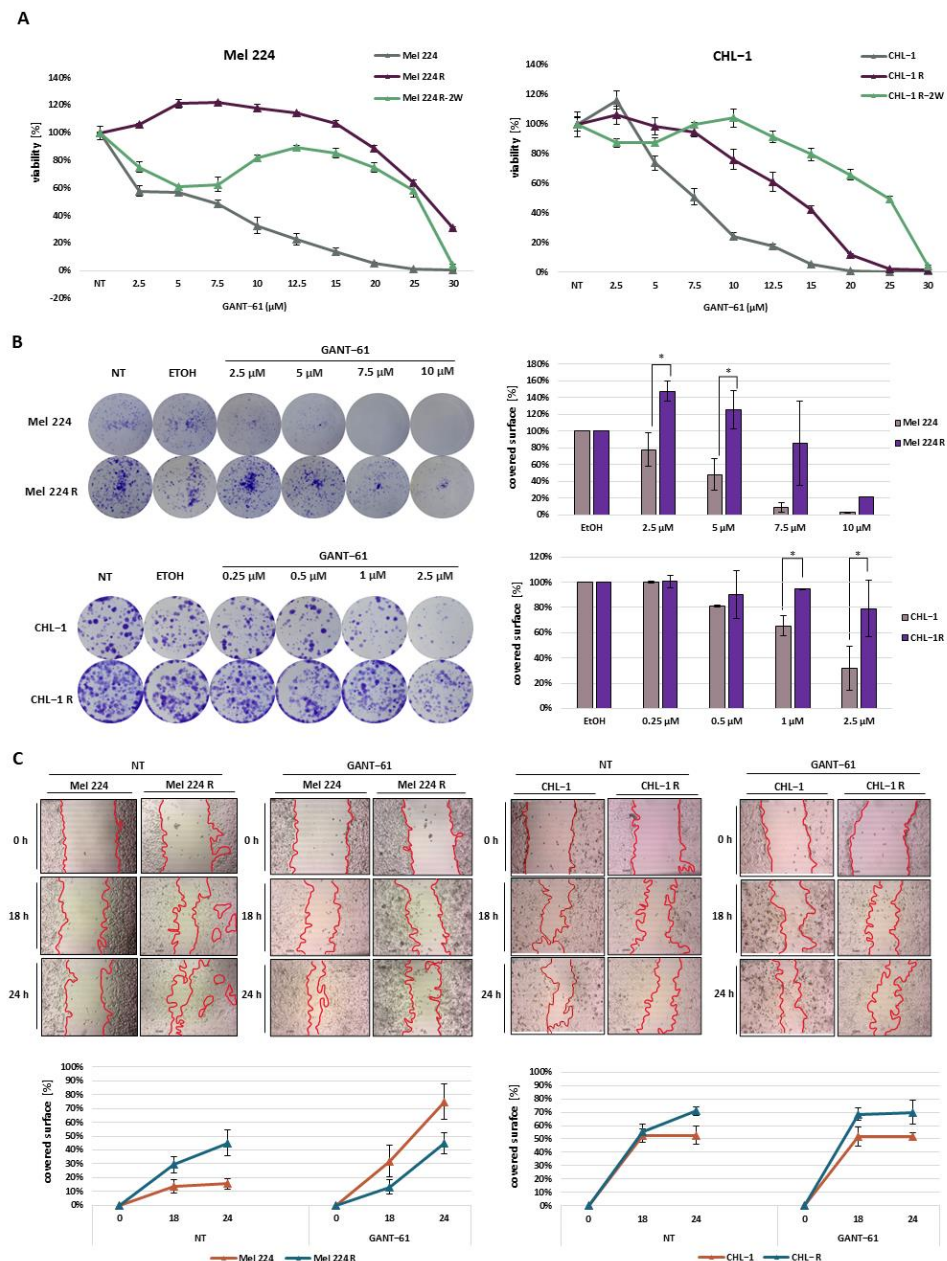 A
Mel 224
Mel 224
Mel 224 R
Mel 224 R-2W
140%
120%
100%
80%
60%
40%
20%
0%
-20%
viability [%]
NT 2.5 5 7.5 10 12.5 15 20 25 30
GANT–61 (µM)
CHL–1
CHL–1
CHL–1 R
CHL–1 R–2W
140%
120%
100%
80%
60%
40%
20%
0%
viability [%]
NT 2.5 5 7.5 10 12.5 15 20 25 30
GANT–61 (µM)
B
GANT–61
NT ETOH 2.5 µM 5 µM 7.5 µM 10 µM
Mel 224
Mel 224 R
180%
160%
140%
120%
100%
80%
60%
40%
20%
0%
covered surface [%]
* *
EtOH 2.5 µM 5 µM 7.5 µM 10 µM
Mel 224
Mel 224 R
GANT–61
NT ETOH 0.25 µM 0.5 µM 1 µM 2.5 µM
CHL–1
CHL–1 R
120%
100%
80%
60%
40%
20%
0%
covered surface [%]
* *
EtOH 0.25 µM 0.5 µM 1 µM 2.5 µM
CHL–1
CHL–1R
C
NT
Mel 224 Mel 224 R
GANT–61
Mel 224 Mel 224 R
NT
CHL–1 CHL–1 R
GANT–61
CHL–1 CHL–1 R
0 h 0 h 0 h 0 h
18 h 18 h 18 h 18 h
24 h 24 h 24 h 24 h
100%
90%
80%
70%
60%
50%
40%
30%
20%
10%
0%
covered surface [%]
0 18 24 0 18 24
NT GANT–61
Mel 224 Mel 224 R
100%
90%
80%
70%
60%
50%
40%
30%
20%
10%
0%
covered surafce [%]
0 18 24 0 18 24
NT GANT–61
CHL–1 CHL–R